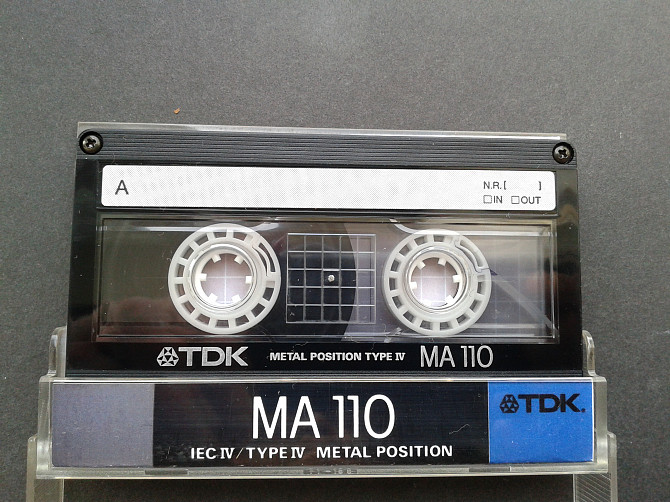 A
N.R.[ ]
□IN □OUT
TDK METAL POSITION TYPE IV MA 110
MA 110
TDK®
IEC IV/TYPE IV METAL POSITION